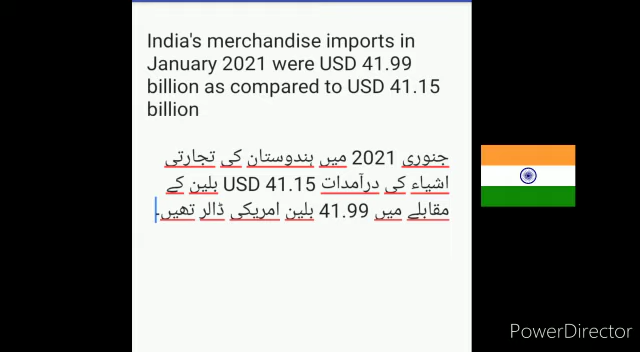 India's merchandise imports in
January 2021 were USD 41.99
billion as compared to USD 41.15
billion
جنوری 2021 میں ہندوستان کی تجارتی
اشیاء کی درآمدات USD 41.15 بلین کے
مقابلے میں 41.99 بلین امریکی ڈالر تھیں۔
PowerDirector